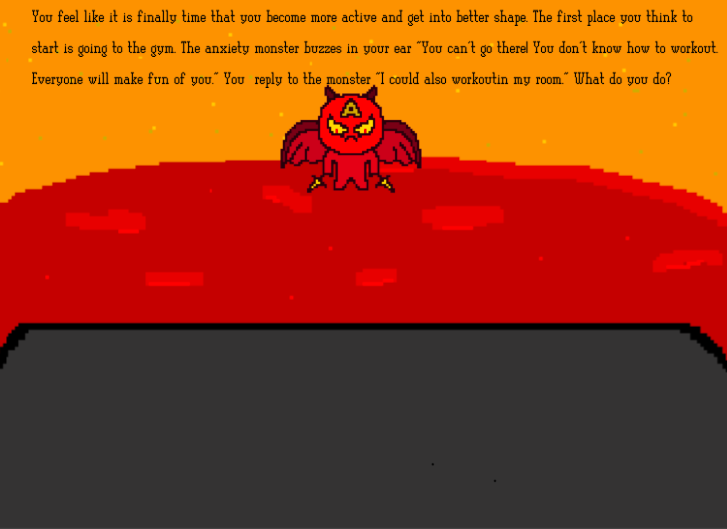 You feel like it is finally time that you become more active and get into better shape. The first place you think to
start is going to the gym. The anxiety monster buzzes in your ear "You can't go there! You don't know how to workout.
Everyone will make fun of you." You  reply to the monster "I could also workoutin my room." What do you do?
A